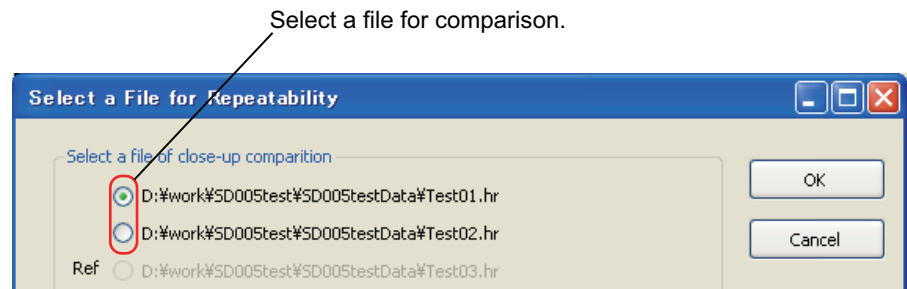 Select a file for comparison.
Select a File for Repeatability
Select a file of close-up comparition
OK
D:¥work¥SD005test¥SD005testData¥Test01.hr
D:¥work¥SD005test¥SD005testData¥Test02.hr
Cancel
Ref D:¥work¥SD005test¥SD005testData¥Test03.hr